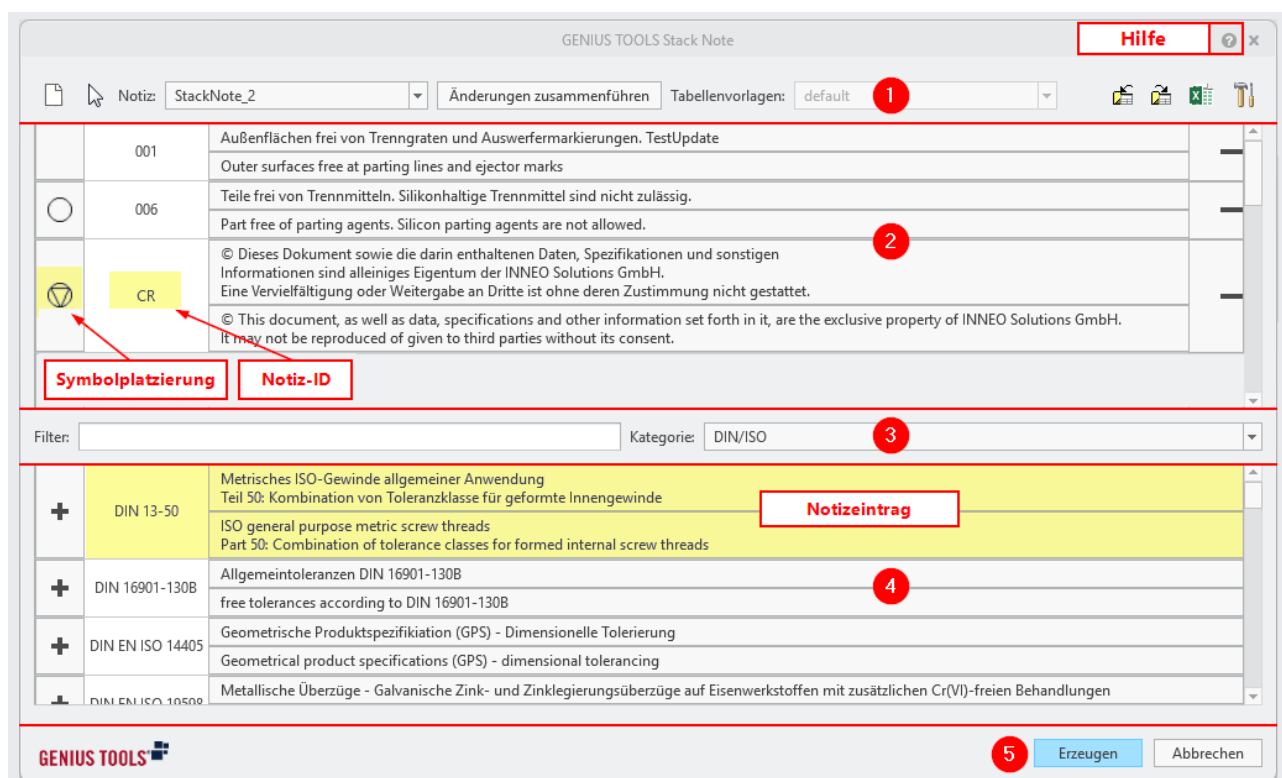 GENIUS TOOLS Stack Note
Hilfe
Notiz: StackNote_2 Änderungen zusammenführen Tabellenvorlagen: default 1
001
Außenflächen frei von Trenngraten und Auswerfermarkierungen. TestUpdate
Outer surfaces free at parting lines and ejector marks
006
Teile frei von Trennmitteln. Silikonhaltige Trennmittel sind nicht zulässig.
Part free of parting agents. Silicon parting agents are not allowed.
2
CR
© Dieses Dokument sowie die darin enthaltenen Daten, Spezifikationen und sonstigen
Informationen sind alleiniges Eigentum der INNEO Solutions GmbH.
Eine Vervielfältigung oder Weitergabe an Dritte ist ohne deren Zustimmung nicht gestattet.
© This document, as well as data, specifications and other information set forth in it, are the exclusive property of INNEO Solutions GmbH.
It may not be reproduced of given to third parties without its consent.
Symbolplatzierung Notiz-ID
Filter: Kategorie: DIN/ISO 3
DIN 13-50
Metrisches ISO-Gewinde allgemeiner Anwendung
Teil 50: Kombination von Toleranzklasse für geformte Innengewinde
ISO general purpose metric screw threads
Part 50: Combination of tolerance classes for formed internal screw threads
Notizeintrag
DIN 16901-130B
Allgemeintoleranzen DIN 16901-130B
free tolerances according to DIN 16901-130B
4
DIN EN ISO 14405
Geometrische Produktspezifikiation (GPS) - Dimensionelle Tolerierung
Geometrical product specifications (GPS) - dimensional tolerancing
DIN EN ISO 19598
Metallische Überzüge - Galvanische Zink- und Zinklegierungsüberzüge auf Eisenwerkstoffen mit zusätzlichen Cr(VI)-freien Behandlungen
GENIUS TOOLS 5 Erzeugen Abbrechen